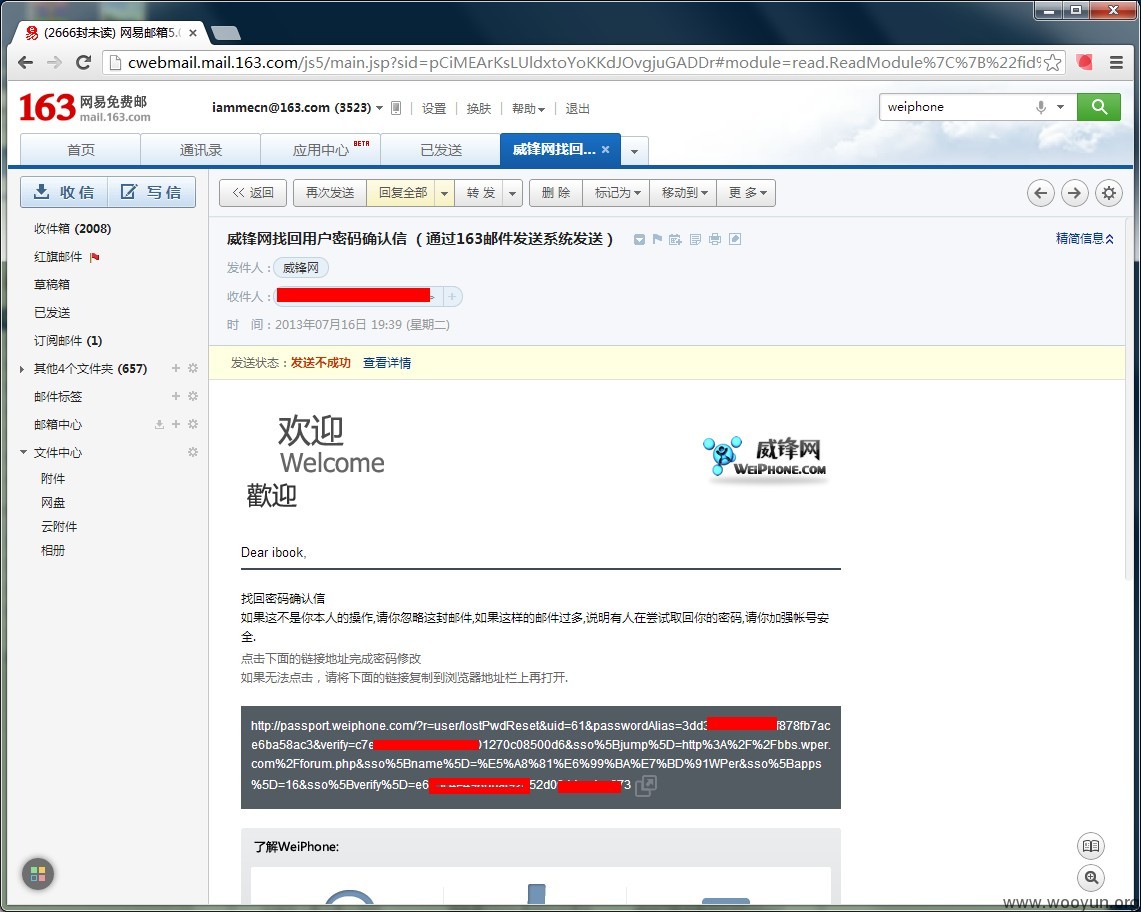 (2666封未读) 网易邮箱5.
cwebmail.mail.163.com/js5/main.jsp?sid=pCiMEArKsLUldxtoYoKKdJOvgjuGADDr#module=read.ReadModule%7C%7B%22fid%
163 网易免费邮
mail.163.com
iammecn@163.com (3523)
设置 | 换肤 | 帮助 | 退出
weiphone
首页
通讯录
应用中心 BETA
已发送
威锋网找回...
收信
写信
<< 返回
再次发送
回复全部
转 发
删 除
标记为
移动到
更 多
收件箱 (2008)
红旗邮件
草稿箱
已发送
订阅邮件 (1)
其他4个文件夹 (657)
邮件标签
邮箱中心
文件中心
附件
网盘
云附件
相册
威锋网找回用户密码确认信 ( 通过163邮件发送系统发送 )
精简信息
发件人：威锋网
收件人：
时 间：2013年07月16日 19:39 (星期二)
发送状态：发送不成功 查看详情
欢迎
Welcome
歡迎
威锋网
WEIPHONE.COM
Dear ibook,
找回密码确认信
如果这不是你本人的操作,请你忽略这封邮件,如果这样的邮件过多,说明有人在尝试取回你的密码,请你加强帐号安
全.
点击下面的链接地址完成密码修改
如果无法点击，请将下面的链接复制到浏览器地址栏上再打开.
http://passport.weiphone.com/?r=user/lostPwdReset&uid=61&passwordAlias=3dd f878fb7ac
e6ba58ac3&verify=c7e 01270c08500d6&sso%5Bjump%5D=http%3A%2F%2Fbbs.wper.
com%2Fforum.php&sso%5Bname%5D=%E5%A8%81%E6%99%BA%E7%BD%91WPer&sso%5Bapps
%5D=16&sso%5Bverify%5D=e6 52d0 73
了解WeiPhone:
www.wooyun.org